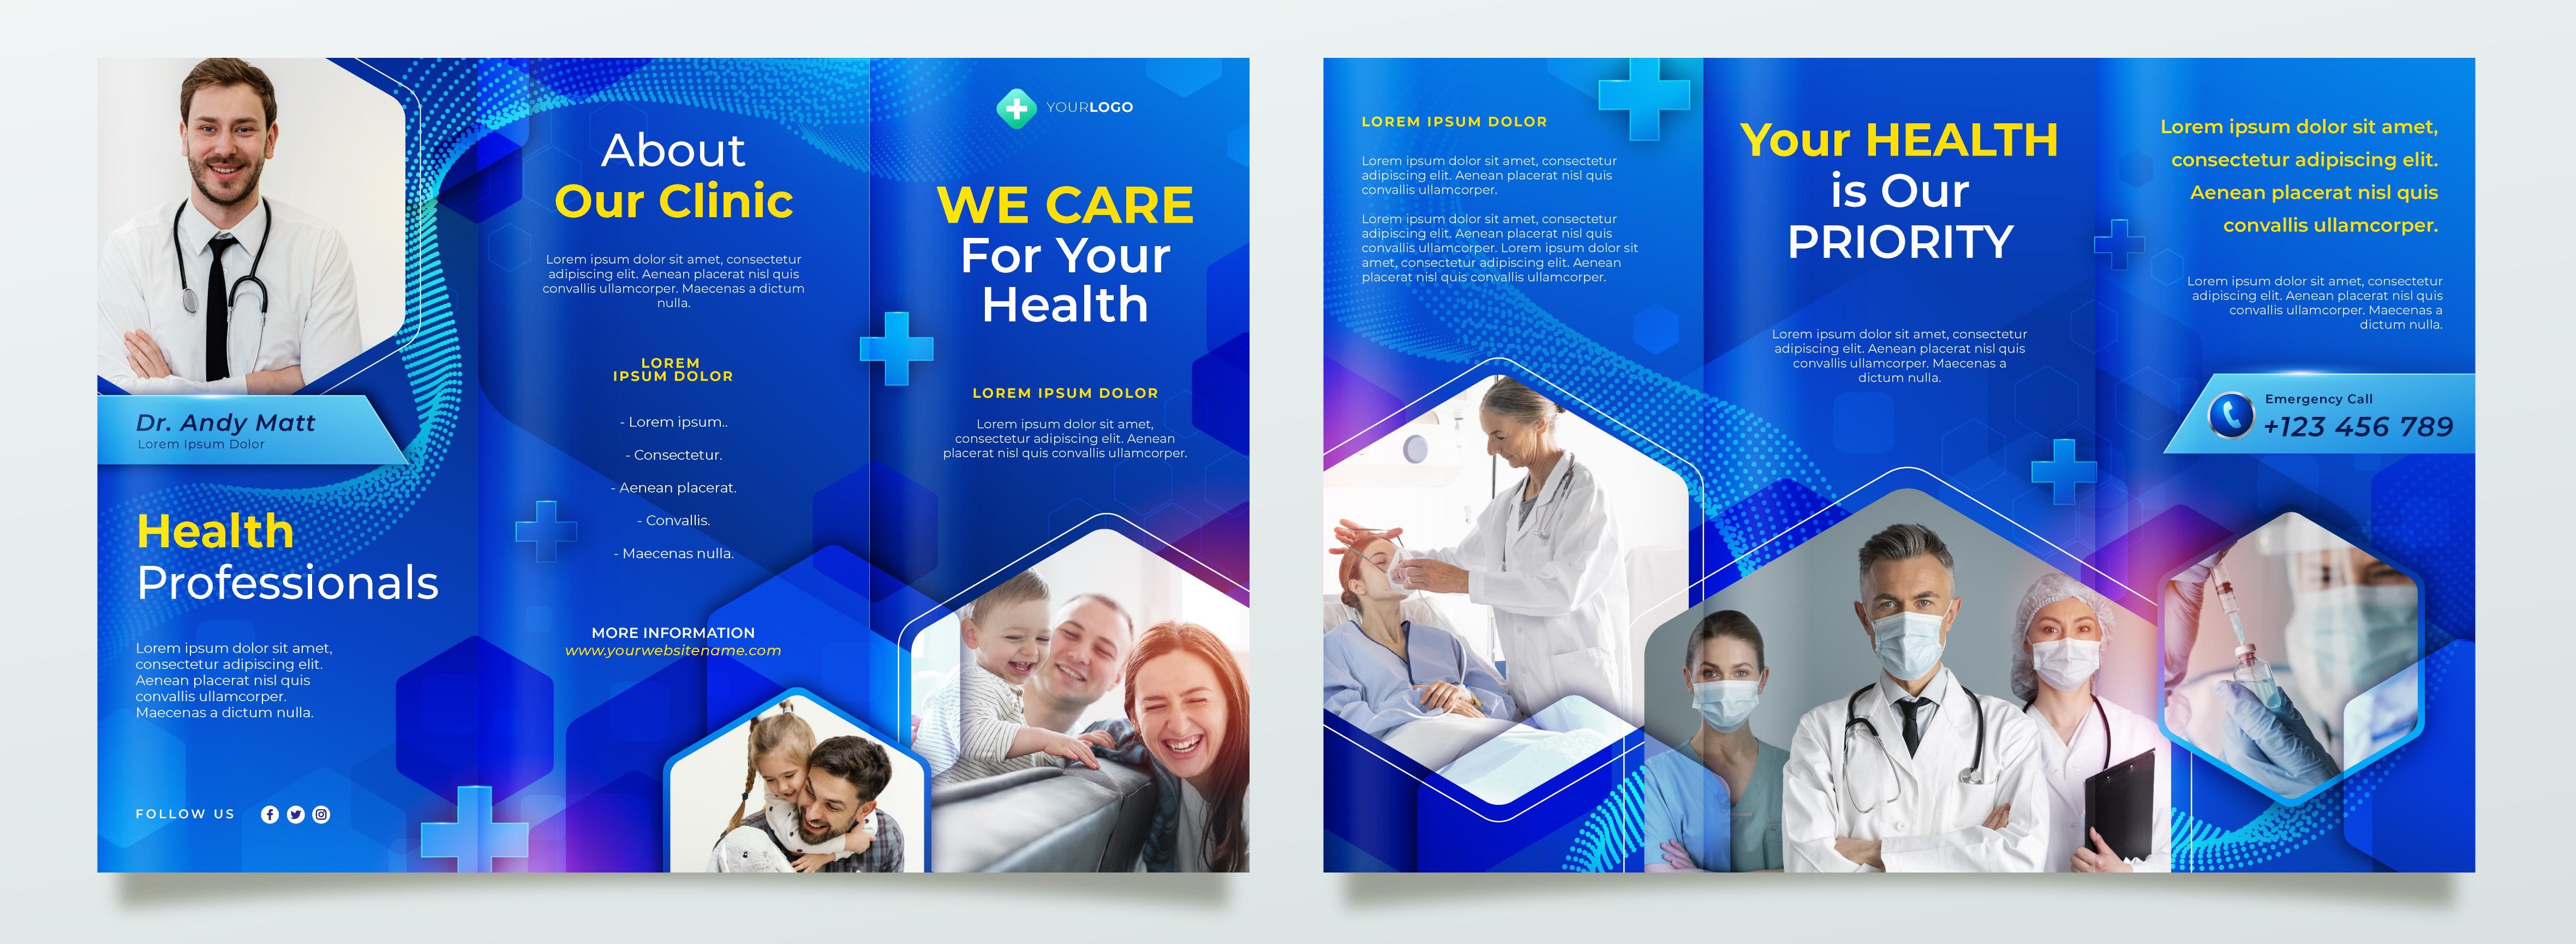 Dr. Andy Matt
Lorem Ipsum Dolor
Health
Professionals
Lorem ipsum dolor sit amet,
consectetur adipiscing elit.
Aenean placerat nisl quis
convallis ullamcorper.
Maecenas a dictum nulla.
FOLLOW US
About
Our Clinic
Lorem ipsum dolor sit amet, consectetur
adipiscing elit. Aenean placerat nisl quis
convallis ullamcorper. Maecenas a dictum
nulla.
LOREM
IPSUM DOLOR
- Lorem ipsum..
- Consectetur.
- Aenean placerat.
- Convallis.
- Maecenas nulla.
MORE INFORMATION
www.yourwebsitename.com
YOURLOGO
WE CARE
For Your
Health
LOREM IPSUM DOLOR
Lorem ipsum dolor sit amet,
consectetur adipiscing elit. Aenean
placerat nisl quis convallis ullamcorper.
LOREM IPSUM DOLOR
Lorem ipsum dolor sit amet, consectetur
adipiscing elit. Aenean placerat nisl quis
convallis ullamcorper.
Lorem ipsum dolor sit amet, consectetur
adipiscing elit. Aenean placerat nisl quis
convallis ullamcorper. Lorem ipsum dolor sit
amet, consectetur adipiscing elit. Aenean
placerat nisl quis convallis ullamcorper.
Your HEALTH
is Our
PRIORITY
Lorem ipsum dolor sit amet, consectetur
adipiscing elit. Aenean placerat nisl quis
convallis ullamcorper. Maecenas a
dictum nulla.
Lorem ipsum dolor sit amet,
consectetur adipiscing elit.
Aenean placerat nisl quis
convallis ullamcorper.
Lorem ipsum dolor sit amet, consectetur
adipiscing elit. Aenean placerat nisl quis
convallis ullamcorper. Maecenas a
dictum nulla.
Emergency Call
+123 456 789